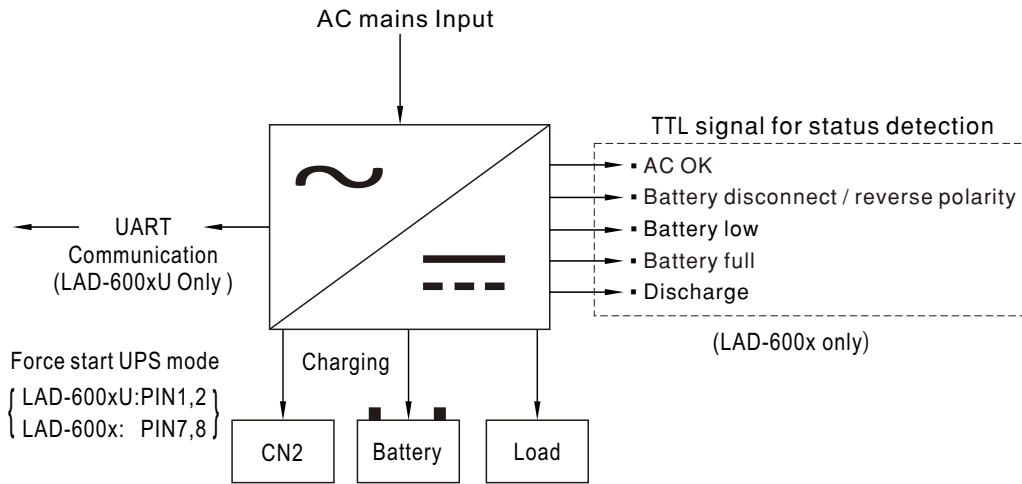 AC mains Input
TTL signal for status detection
▪ AC OK
▪ Battery disconnect / reverse polarity
▪ Battery low
▪ Battery full
▪ Discharge
(LAD-600x only)
UART
Communication
(LAD-600xU Only )
Force start UPS mode
LAD-600xU:PIN1,2
LAD-600x: PIN7,8
Charging
CN2
Battery
Load